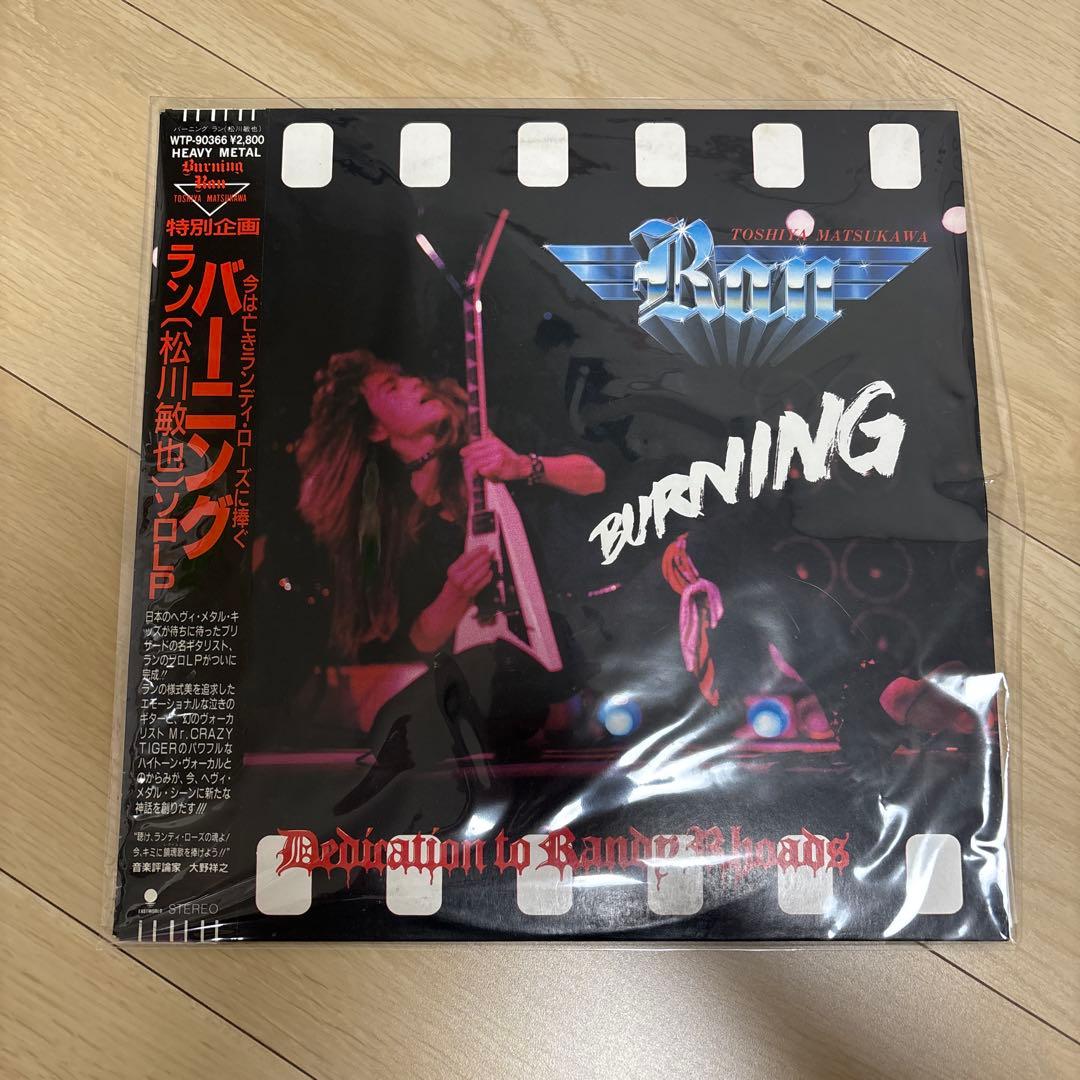 バーニング ラン(松川敏也)
WTP-90366 ¥2,800
HEAVY METAL
Burning
Ran
TOSHIYA MATSUKAWA
特別企画
今は亡きランディ・ローズに捧ぐ
バーニング
ラン(松川敏也)ソロLP
日本のヘヴィ・メタル・キ
ッズが待ちに待ったブリ
ザードの名ギタリスト、
ランのソロLPがついに
完成!!
ランの様式美を追求した
エモーショナルな泣きの
ギターと、幻のヴォーカ
リスト Mr.CRAZY
TIGERのパワフルな
ハイトーン・ヴォーカルと
のからみが、今、ヘヴィ・
メタル・シーンに新たな
神話を創りだす!!!
"聴け、ランディ・ローズの魂よ!
今、キミに鎮魂歌を捧げよう!!"
音楽評論家 大野祥之
EASTWORLD
STEREO
TOSHIYA MATSUKAWA
Ran
BURNING
Dedication to Randy Rhoads